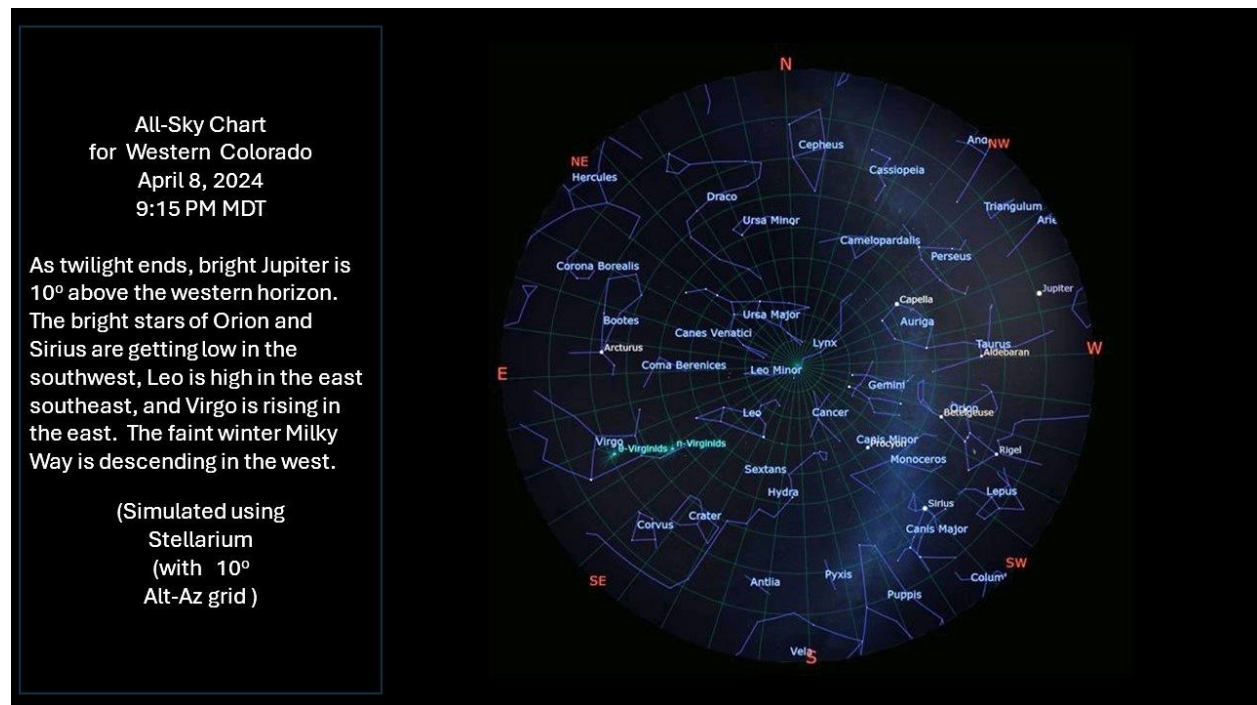 All-Sky Chart
for Western Colorado
April 8, 2024
9:15 PM MDT
As twilight ends, bright Jupiter is
10º above the western horizon.
The bright stars of Orion and
Sirius are getting low in the
southwest, Leo is high in the east
southeast, and Virgo is rising in
the east. The faint winter Milky
Way is descending in the west.
(Simulated using
Stellarium
(with 10º
Alt-Az grid )
N
Cepheus
Cassiopeia
NW
NE
Hercules
Draco
Ursa Minor
Triangulum
Camelopardalis
Perseus
Corona Borealis
Jupiter
Capella
Auriga
Ursa Major
Bootes
Canes Venatici
Lynx
Taurus
W
Arcturus
Aldebaran
Coma Berenices
Leo Minor
E
Gemini
Leo
Cancer
Orion
Betelgeuse
Virgo
θ-Virginids
η-Virginids
Canis Minor
Procyon
Monoceros
Rigel
Sextans
Hydra
Lepus
Sirius
Crater
Corvus
Canis Major
SW
SE
Antlia
Pyxis
Puppis
Vela
S